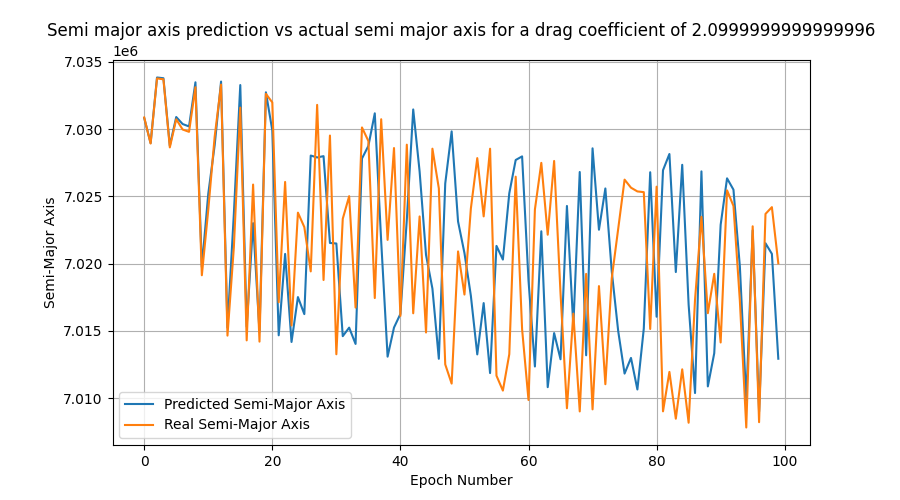 Semi major axis prediction vs actual semi major axis for a drag coefficient of 2.0999999999999996
1e6
7.035
7.030
7.025
7.020
7.015
7.010
Semi-Major Axis
Predicted Semi-Major Axis
Real Semi-Major Axis
0 20 40 60 80 100
Epoch Number